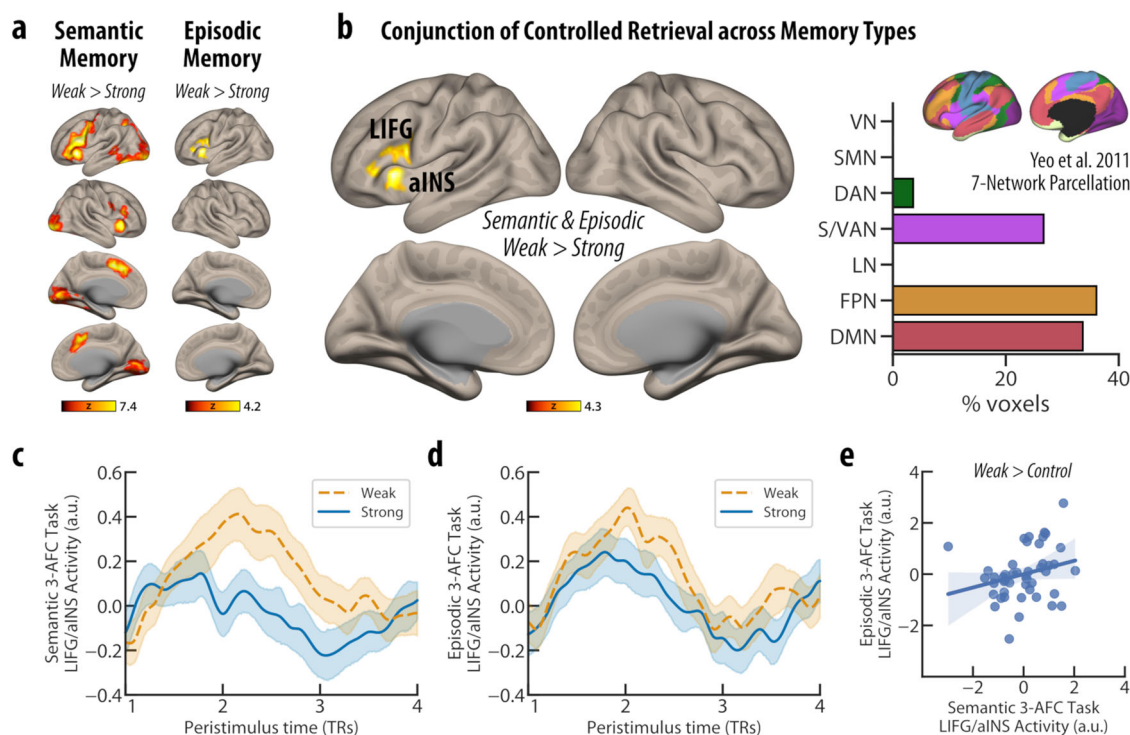 a
Semantic
Memory
Weak > Strong
Episodic
Memory
Weak > Strong
z
7.4
z
4.2
b
Conjunction of Controlled Retrieval across Memory Types
LIFG
aINS
Semantic & Episodic
Weak > Strong
4.3
VN
SMN
DAN
S/VAN
LN
FPN
DMN
0
20
40
% voxels
Yeo et al. 2011
7-Network Parcellation
c
Semantic 3-AFC Task
LIFG/aINS Activity (a.u.)
0.6
0.4
0.2
0.0
−0.2
−0.4
Weak
Strong
1
2
3
4
Peristimulus time (TRs)
d
Episodic 3-AFC Task
LIFG/aINS Activity (a.u.)
0.6
0.4
0.2
0.0
−0.2
−0.4
Weak
Strong
1
2
3
4
Peristimulus time (TRs)
e
Weak > Control
Episodic 3-AFC Task
LIFG/aINS Activity (a.u.)
4
2
0
−2
−2
0
2
4
Semantic 3-AFC Task
LIFG/aINS Activity (a.u.)